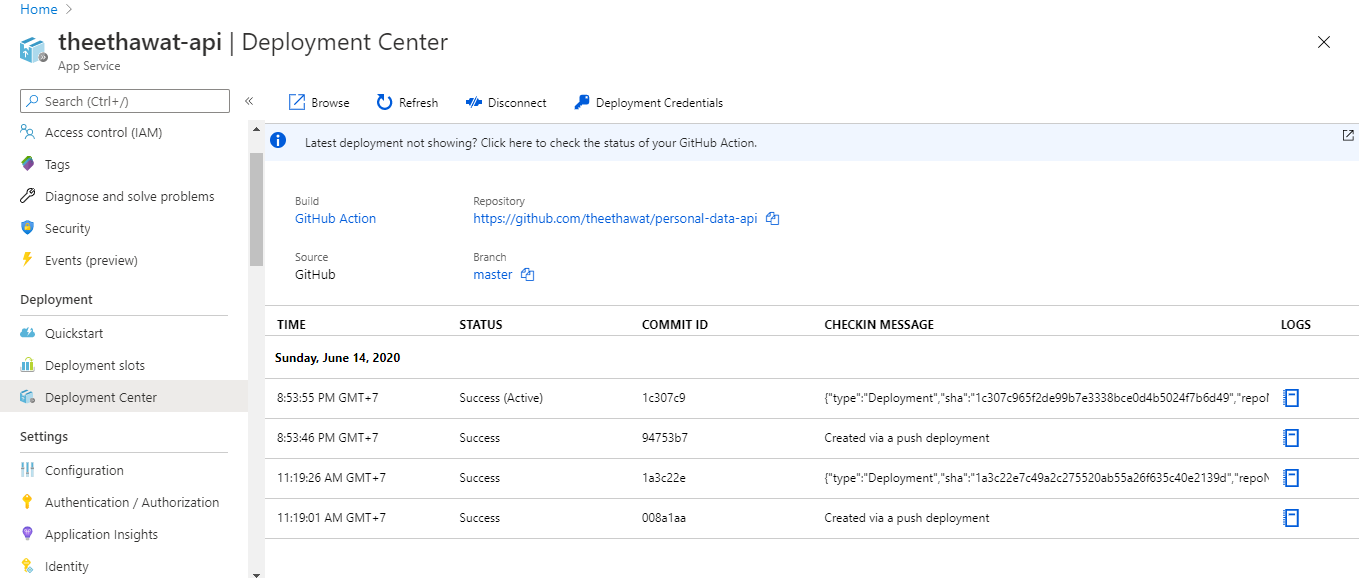 Home
theethawat-api | Deployment Center
App Service
Search (Ctrl+/)
Access control (IAM)
Tags
Diagnose and solve problems
Security
Events (preview)
Deployment
Quickstart
Deployment slots
Deployment Center
Settings
Configuration
Authentication / Authorization
Application Insights
Identity
Browse Refresh Disconnect Deployment Credentials
Latest deployment not showing? Click here to check the status of your GitHub Action.
Build Repository
GitHub Action https://github.com/theethawat/personal-data-api
Source Branch
GitHub master
TIME STATUS COMMIT ID CHECKIN MESSAGE LOGS
Sunday, June 14, 2020
8:53:55 PM GMT+7 Success (Active) 1c307c9 {"type":"Deployment","sha":"1c307c965f2de99b7e3338bce0d4b5024f7b6d49","repoN
8:53:46 PM GMT+7 Success 94753b7 Created via a push deployment
11:19:26 AM GMT+7 Success 1a3c22e {"type":"Deployment","sha":"1a3c22e7c49a2c275520ab55a26f635c40e2139d","repoN
11:19:01 AM GMT+7 Success 008a1aa Created via a push deployment